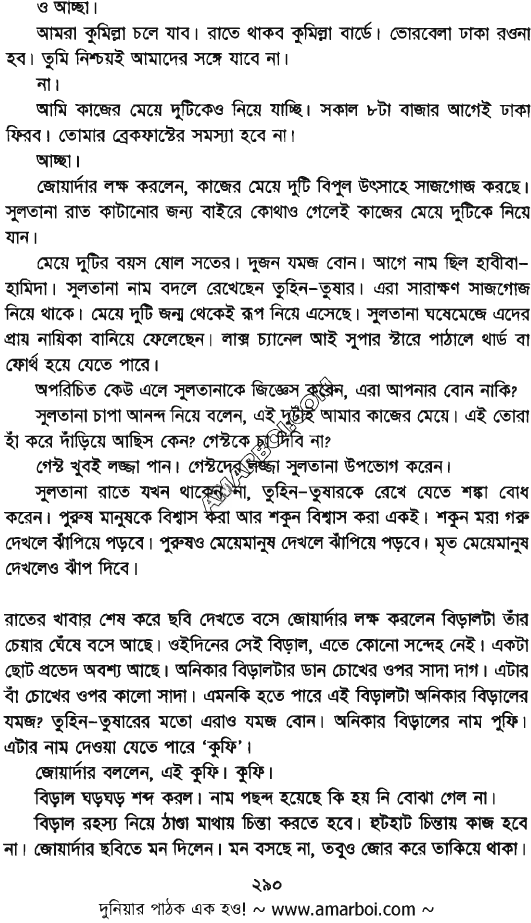 ও আচ্ছা।
আমরা কুমিল্লা চলে যাব। রাতে থাকব কুমিল্লা বার্ডে। ভোরবেলা ঢাকা রওনা
হব। তুমি নিশ্চয়ই আমাদের সঙ্গে যাবে না।
না।
আমি কাজের মেয়ে দুটিকেও নিয়ে যাচ্ছি। সকাল ৮টা বাজার আগেই ঢাকা
ফিরব। তোমার ব্রেকফাস্টের সমস্যা হবে না।
আচ্ছা।
জোয়ার্দার লক্ষ করলেন, কাজের মেয়ে দুটি বিপুল উৎসাহে সাজগোজ করছে।
সুলতানা রাত কাটানোর জন্য বাইরে কোথাও গেলেই কাজের মেয়ে দুটিকে নিয়ে
যান।
মেয়ে দুটির বয়স ষোল সতের। দুজন যমজ বোন। আগে নাম ছিল হাবীবা–
হামিদা। সুলতানা নাম বদলে রেখেছেন তুহিন–তুষার। এরা সারাক্ষণ সাজগোজ
নিয়ে থাকে। মেয়ে দুটি জন্ম থেকেই রূপ নিয়ে এসেছে। সুলতানা ঘষেমেজে এদের
প্রায় নায়িকা বানিয়ে ফেলেছেন। লাক্স চ্যানেল আই সুপার স্টারে পাঠালে থার্ড বা
ফোর্থ হয়ে যেতে পারে।
অপরিচিত কেউ এলে সুলতানাকে জিজ্ঞেস করেন, এরা আপনার বোন নাকি?
সুলতানা চাপা আনন্দ নিয়ে বলেন, এই দুটাই আমার কাজের মেয়ে। এই তোরা
হাঁ করে দাঁড়িয়ে আছিস কেন? গেস্টকে চা দিবি না?
গেস্ট খুবই লজ্জা পান। গেস্টদের লজ্জা সুলতানা উপভোগ করেন।
সুলতানা রাতে যখন থাকেন না, তুহিন–তুষারকে রেখে যেতে শঙ্কা বোধ
করেন। পুরুষ মানুষকে বিশ্বাস করা আর শকুন বিশ্বাস করা একই। শকুন মরা গরু
দেখলে ঝাঁপিয়ে পড়বে। পুরুষও মেয়েমানুষ দেখলে ঝাঁপিয়ে পড়বে। মৃত মেয়েমানুষ
দেখলেও ঝাঁপ দিবে।
রাতের খাবার শেষ করে ছবি দেখতে বসে জোয়ার্দার লক্ষ করলেন বিড়ালটা তাঁর
চেয়ার ঘেঁষে বসে আছে। ওইদিনের সেই বিড়াল, এতে কোনো সন্দেহ নেই। একটা
ছোট প্রভেদ অবশ্য আছে। অনিকার বিড়ালটার ডান চোখের ওপর সাদা দাগ। এটার
বাঁ চোখের ওপর কালো সাদা। এমনকি হতে পারে এই বিড়ালটা অনিকার বিড়ালের
যমজ? তুহিন–তুষারের মতো এরাও যমজ বোন। অনিকার বিড়ালের নাম পুফি।
এটার নাম দেওয়া যেতে পারে ‘কুফি’।
জোয়ার্দার বললেন, এই কুফি। কুফি।
বিড়াল ঘড়ঘড় শব্দ করল। নাম পছন্দ হয়েছে কি হয় নি বোঝা গেল না।
বিড়াল রহস্য নিয়ে ঠাণ্ডা মাথায় চিন্তা করতে হবে। হুটহাট চিন্তায় কাজ হবে
না। জোয়ার্দার ছবিতে মন দিলেন। মন বসছে না, তবুও জোর করে তাকিয়ে থাকা।
AMARBOI.COM
২৯০
দুনিয়ার পাঠক এক হও! ~ www.amarboi.com ~